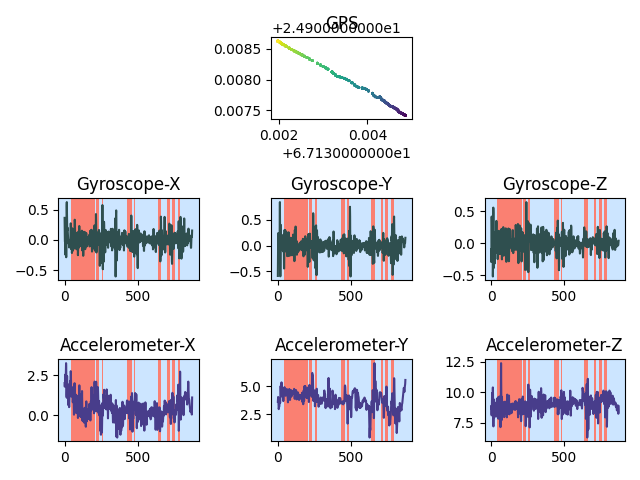 GPS
+2.4900000000e1
0.0085
0.0080
0.0075
0.002 0.004
+6.7130000000e1
Gyroscope-X Gyroscope-Y Gyroscope-Z
0.5 0.5 0.5
0.0 0.0 0.0
−0.5 −0.5 −0.5
0 500 0 500 0 500
Accelerometer-X Accelerometer-Y Accelerometer-Z
2.5 5.0 12.5
0.0 2.5 10.0
7.5
0 500 0 500 0 500